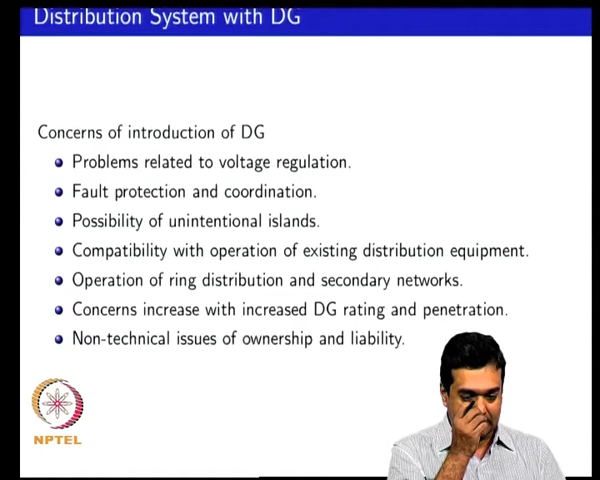 Distribution System with DG
Concerns of introduction of DG
Problems related to voltage regulation.
Fault protection and coordination.
Possibility of unintentional islands.
Compatibility with operation of existing distribution equipment.
Operation of ring distribution and secondary networks.
Concerns increase with increased DG rating and penetration.
Non-technical issues of ownership and liability.
NPTEL